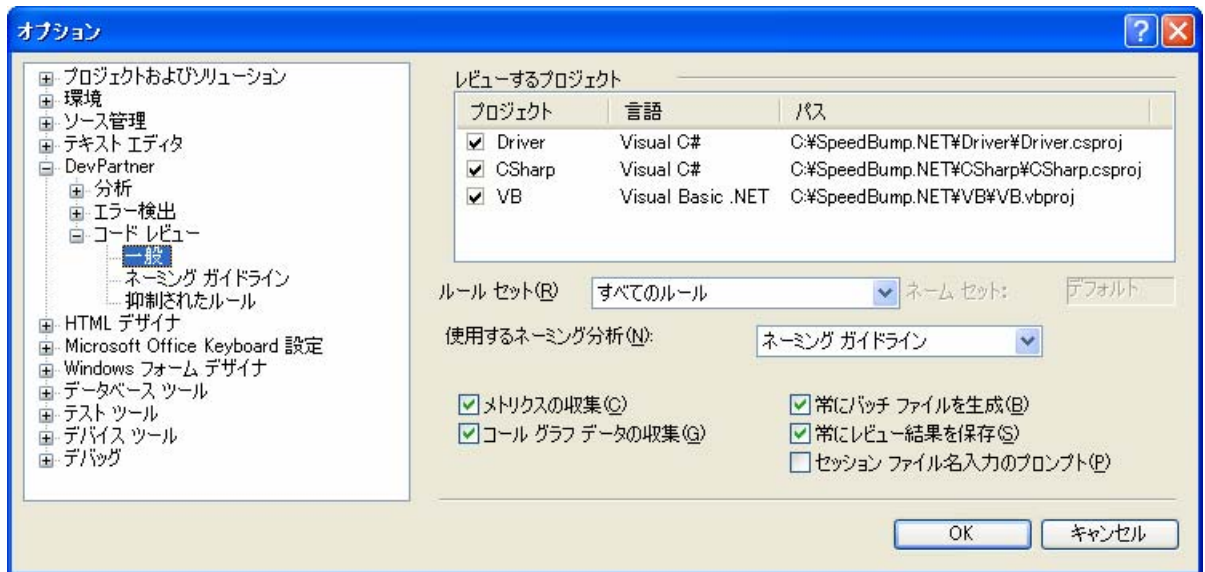 オプション
プロジェクトおよびソリューション
環境
ソース管理
テキスト エディタ
DevPartner
分析
エラー検出
コード レビュー
一般
ネーミング ガイドライン
抑制されたルール
HTML デザイナ
Microsoft Office Keyboard 設定
Windows フォーム デザイナ
データベース ツール
テスト ツール
デバイス ツール
デバッグ
レビューするプロジェクト
プロジェクト 言語 パス
Driver Visual C# C:¥SpeedBump.NET¥Driver¥Driver.csproj
CSharp Visual C# C:¥SpeedBump.NET¥CSharp¥CSharp.csproj
VB Visual Basic .NET C:¥SpeedBump.NET¥VB¥VB.vbproj
ルール セット(R) すべてのルール ネーム セット: デフォルト
使用するネーミング分析(N): ネーミング ガイドライン
メトリクスの収集(C) 常にバッチ ファイルを生成(B)
コール グラフ データの収集(G) 常にレビュー結果を保存(S)
セッション ファイル名入力のプロンプト(P)
OK キャンセル